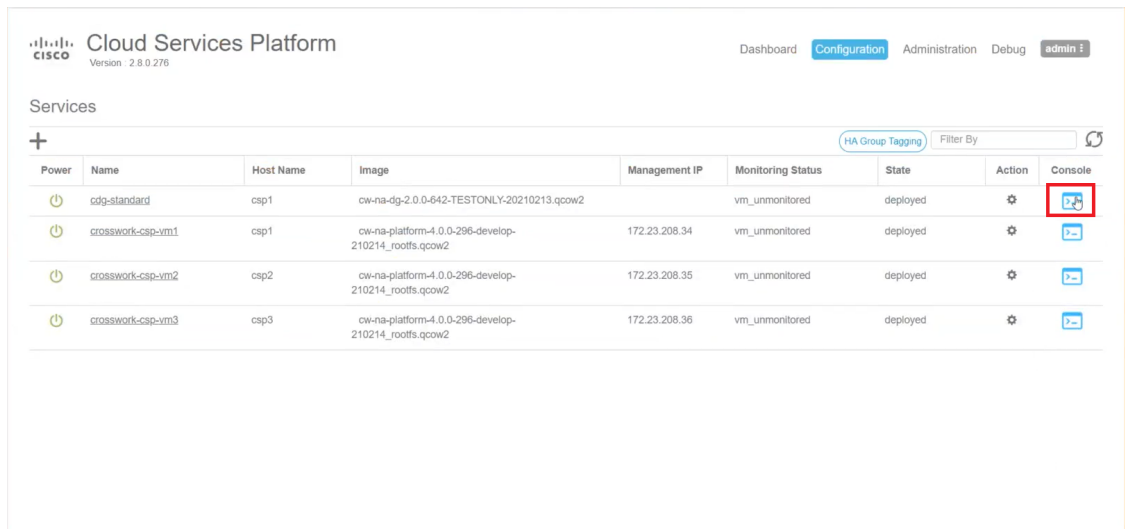 CISCO
Cloud Services Platform
Version : 2.8.0.276
Dashboard Configuration Administration Debug admin
Services
HA Group Tagging Filter By
Power Name Host Name Image Management IP Monitoring Status State Action Console
cdg-standard csp1 cw-na-dg-2.0.0-642-TESTONLY-20210213.qcow2 vm_unmonitored deployed
crosswork-csp-vm1 csp1 cw-na-platform-4.0.0-296-develop- 172.23.208.34 vm_unmonitored deployed
210214_rootfs.qcow2
crosswork-csp-vm2 csp2 cw-na-platform-4.0.0-296-develop- 172.23.208.35 vm_unmonitored deployed
210214_rootfs.qcow2
crosswork-csp-vm3 csp3 cw-na-platform-4.0.0-296-develop- 172.23.208.36 vm_unmonitored deployed
210214_rootfs.qcow2